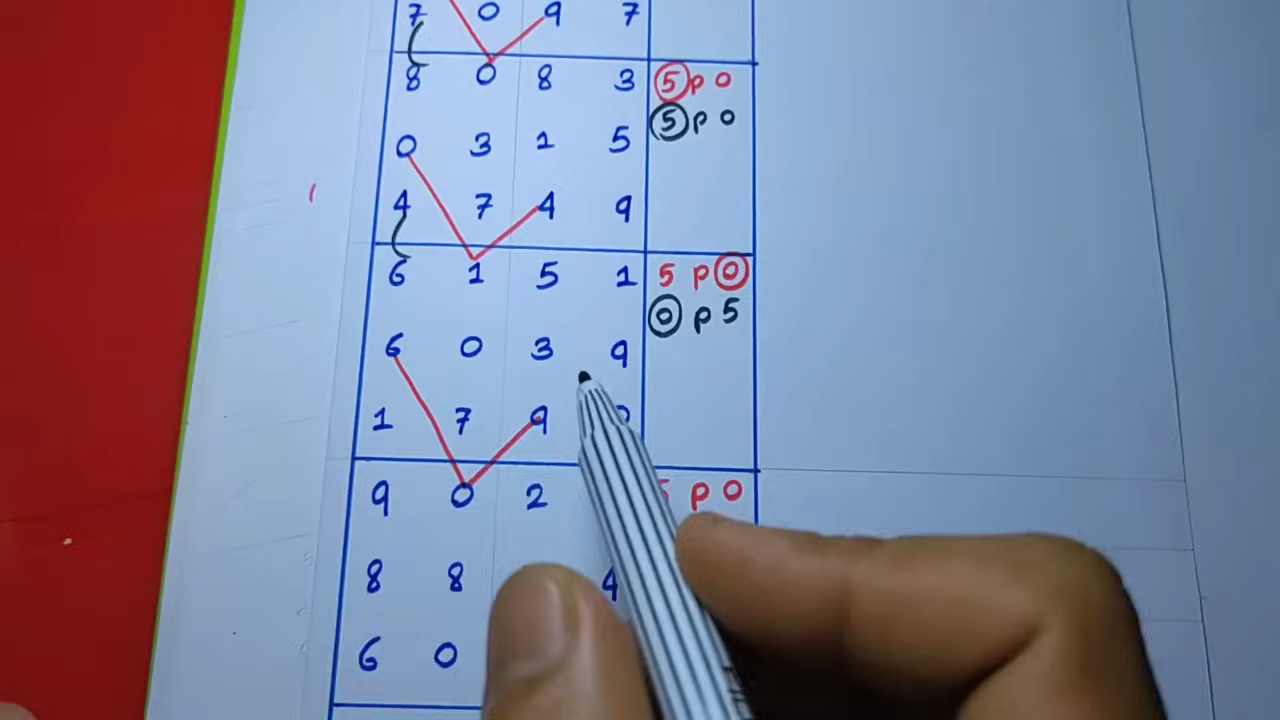 7 0 9 7
8 0 8 3 5 p 0
5 p 0
0 3 1 5
4 7 4 9
6 1 5 1 5 p 0
0 p 5
6 0 3 9
1 7 9
9 0 2 p 0
8 8 4
6 0